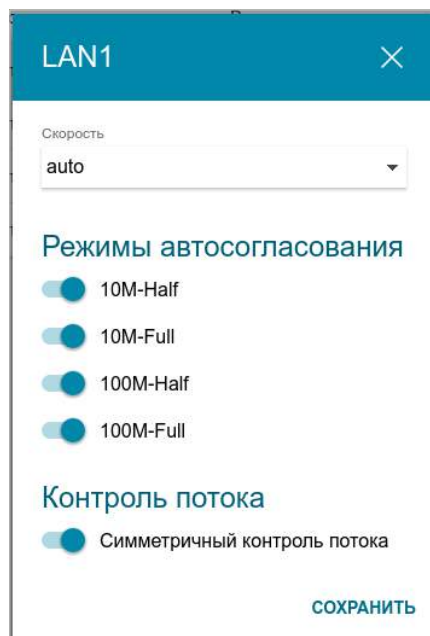 LAN1
Скорость
auto
Режимы автосогласования
10M-Half
10M-Full
100M-Half
100M-Full
Контроль потока
Симметричный контроль потока
СОХРАНИТЬ